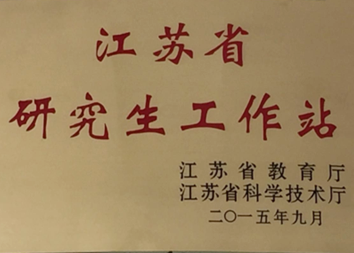 江苏省
研究生工作站
江苏省教育厅
江苏省科学技术厅
二〇一五年九月